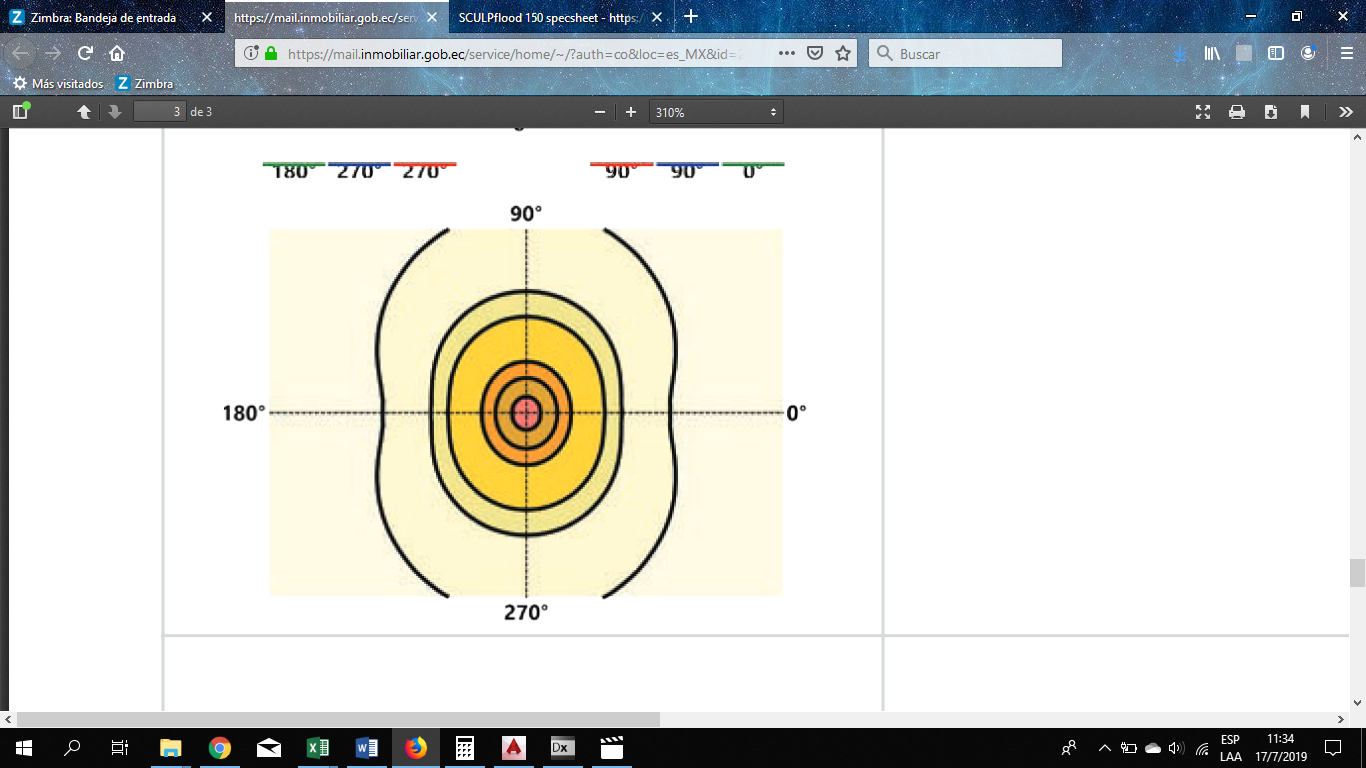 Zimbra: Bandeja de entrada
https://mail.inmobiliar.gob.ec/serv
SCULPflood 150 specsheet - https:/
https://mail.inmobiliar.gob.ec/service/home/~/?auth=co&loc=es_MX&id=2
Buscar
Más visitados
Zimbra
3 de 3
310%
180° 270° 270° 90° 90° 0°
90°
180° 0°
270°
ESP 11:34
LAA 17/7/2019